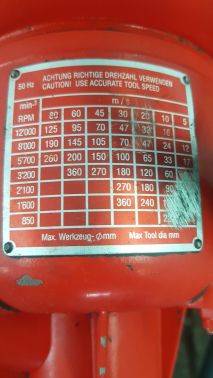 ACHTUNG RICHTIGE DREHZAHL VERWENDEN
50 Hz CAUTION! USE ACCURATE TOOL SPEED
min-1 m / s
RPM 80 60 45 30 20 10 5
12'000 125 95 70 47 32 16
8'000 190 145 105 70 47 24 12
5'700 260 200 150 100 65 33 17
3'200 360 270 180 120 60
2'100 270 180 90
1'600 360 240
850
Max. Werkzeug- Ø mm Max Tool dia mm